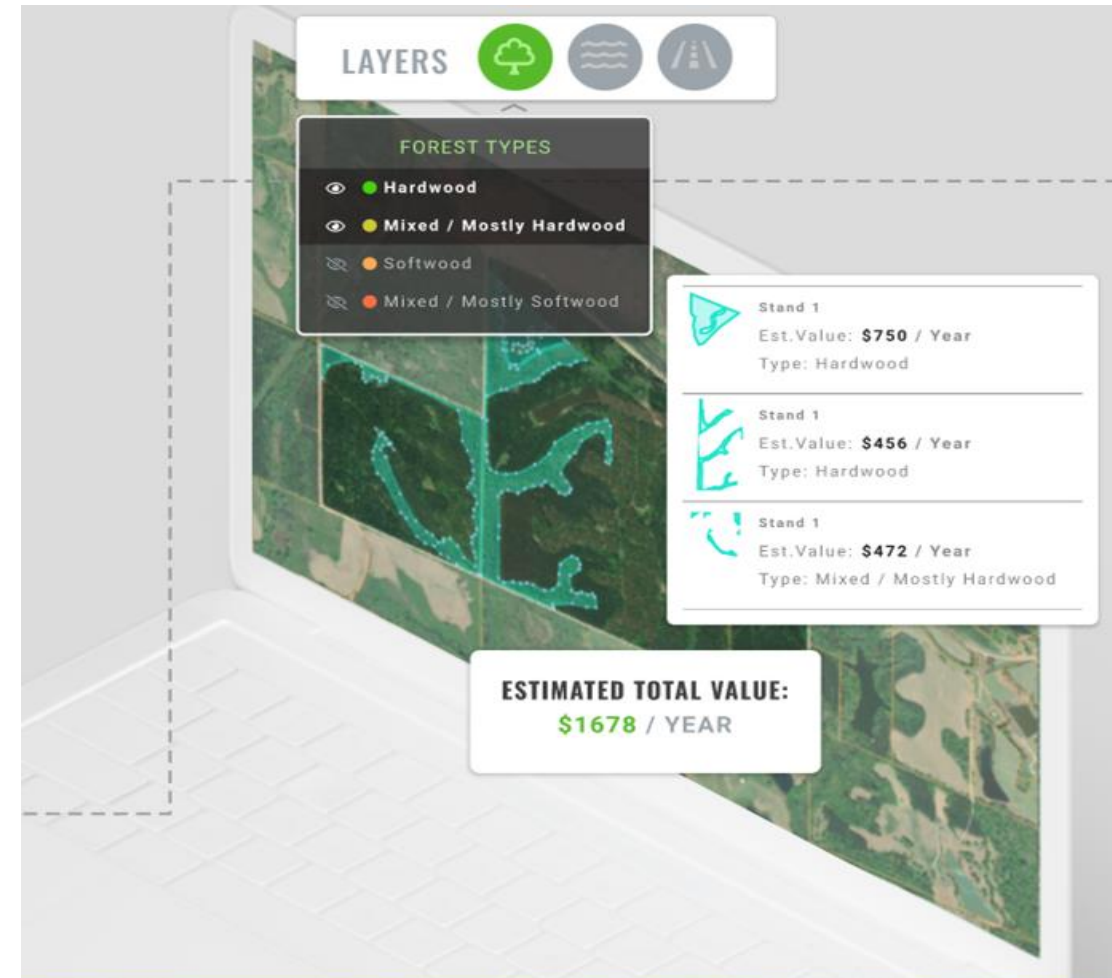 LAYERS
FOREST TYPES
Hardwood
Mixed / Mostly Hardwood
Softwood
Mixed / Mostly Softwood
Stand 1
Est.Value: $750 / Year
Type: Hardwood
Stand 1
Est.Value: $456 / Year
Type: Hardwood
Stand 1
Est.Value: $472 / Year
Type: Mixed / Mostly Hardwood
ESTIMATED TOTAL VALUE:
$1678 / YEAR